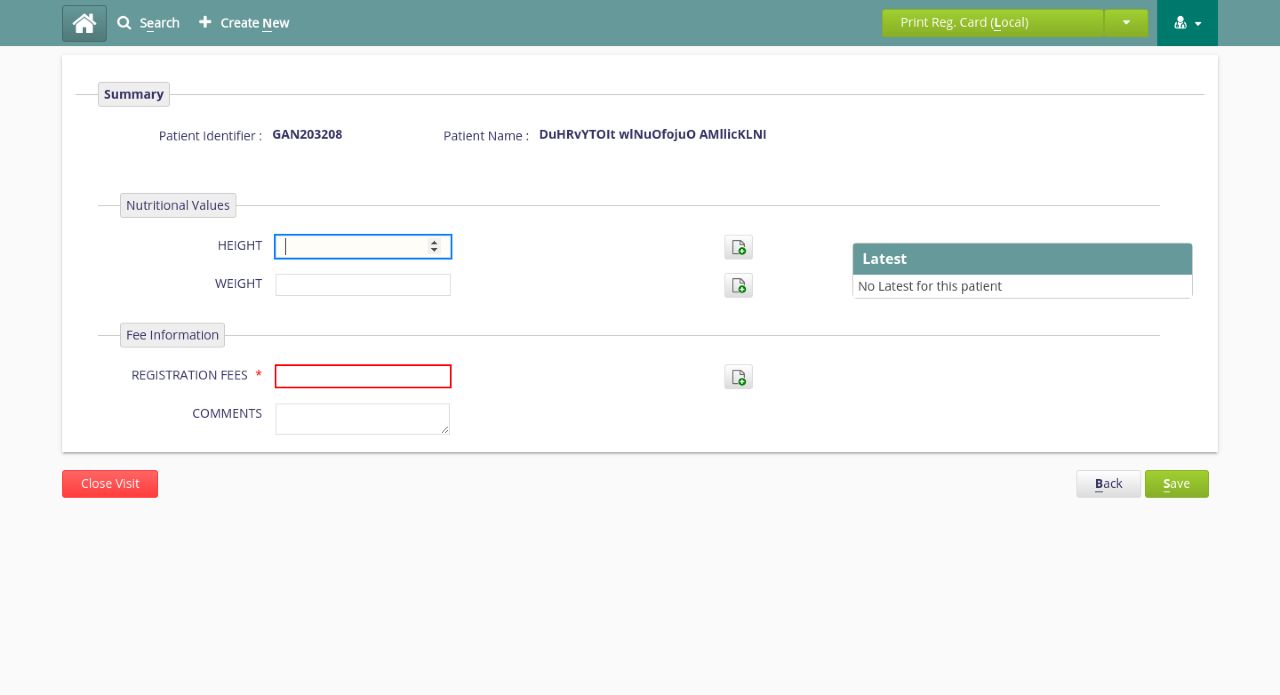 Search Create New Print Reg. Card (Local)
Summary
Patient Identifier : GAN203208 Patient Name : DuHRvYTOIt wlNuOfojuO AMllicKLNI
Nutritional Values
HEIGHT
Latest
WEIGHT No Latest for this patient
Fee Information
REGISTRATION FEES *
COMMENTS
Close Visit Back Save